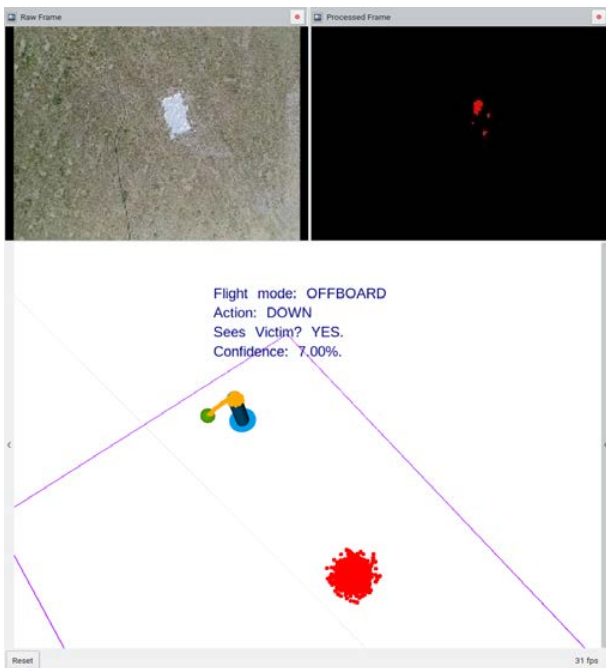 Raw Frame
Processed Frame
Flight mode: OFFBOARD
Action: DOWN
Sees Victim? YES.
Confidence: 7.00%.
Reset
31 fps